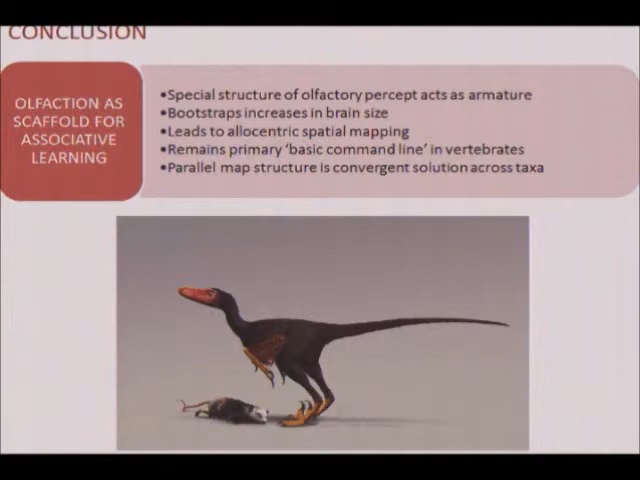 CONCLUSION
OLFACTION AS
SCAFFOLD FOR
ASSOCIATIVE
LEARNING
•Special structure of olfactory percept acts as armature
•Bootstraps increases in brain size
•Leads to allocentric spatial mapping
•Remains primary ‘basic command line’ in vertebrates
•Parallel map structure is convergent solution across taxa